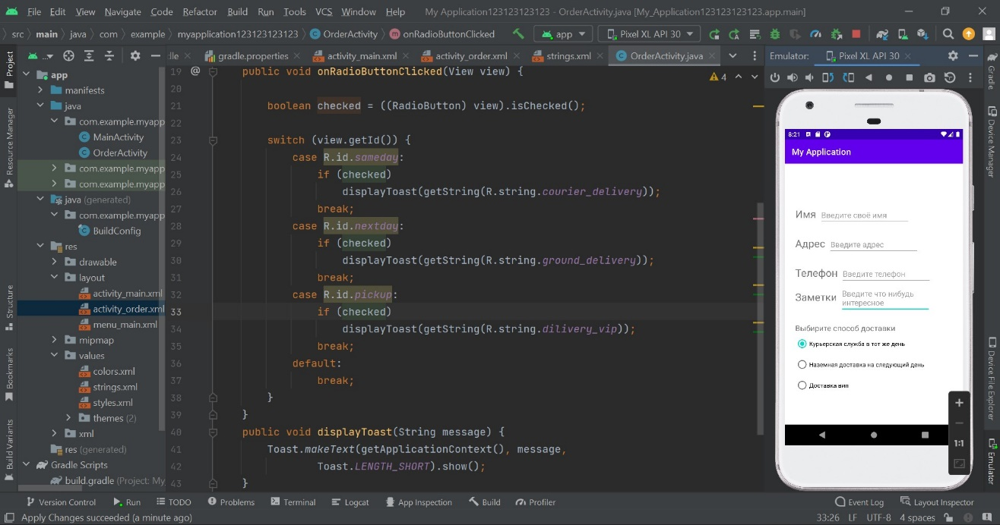 File Edit View Navigate Code Refactor Build Run Tools VCS Window Help My Application123123123123 - OrderActivity.java [My_Application123123123123.app.main]
src main java com example myapplication123123123123 OrderActivity onRadioButtonClicked app Pixel XL API 30
dle gradle.properties activity_main.xml activity_order.xml strings.xml OrderActivity.java Emulator: Pixel XL API 30
Project
Resource Manager
Structure
Bookmarks
Build Variants
app
manifests
java
com.example.myapp
MainActivity
OrderActivity
com.example.myapp
com.example.myapp
java (generated)
com.example.myapp
BuildConfig
res
drawable
layout
activity_main.xml
activity_order.xml
menu_main.xml
mipmap
values
colors.xml
strings.xml
styles.xml
themes (2)
xml
res (generated)
Gradle Scripts
build.gradle (Project: My
4
19 @ public void onRadioButtonClicked(View view) {
20
21 boolean checked = ((RadioButton) view).isChecked();
22
23 switch (view.getId()) {
24 case R.id.sameday:
25 if (checked)
26 displayToast(getString(R.string.courier_delivery));
27 break;
28 case R.id.nextday:
29 if (checked)
30 displayToast(getString(R.string.ground_delivery));
31 break;
32 case R.id.pickup:
33 if (checked)
34 displayToast(getString(R.string.dilivery_vip));
35 break;
36 default:
37 break;
38 }
39 }
40 public void displayToast(String message) {
41 Toast.makeText(getApplicationContext(), message,
42 Toast.LENGTH_SHORT).show();
43 }
8:21
My Application
Имя Введите своё имя
Адрес Введите адрес
Телефон Введите телефон
Заметки Введите что нибудь
интересное
Выбирите способ доставки
Курьерская служба в тот же день
Наземная доставка на следующий день
Доставка вип
1:1
Gradle
Device Manager
Device File Explorer
Emulator
Version Control Run TODO Problems Terminal Logcat App Inspection Build Profiler Event Log Layout Inspector
Apply Changes succeeded (a minute ago) 33:26 LF UTF-8 4 spaces